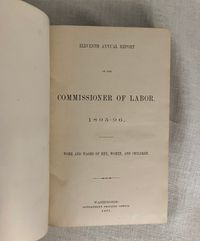 ELEVENTH ANNUAL REPORT
OF THE
COMMISSIONER OF LABOR.
1895-96.
WORK AND WAGES OF MEN, WOMEN, AND CHILDREN.
WASHINGTON:
GOVERNMENT PRINTING OFFICE.
1897.